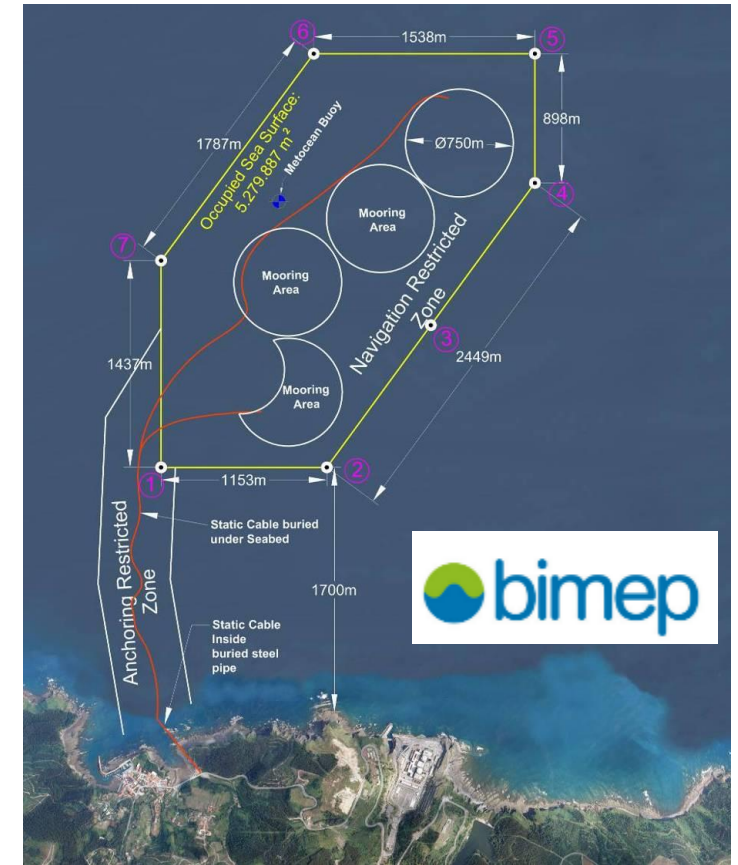 ⑥
1538m
⑤
898m
1787m
Occupied Sea Surface:
5.279.887 m²
Metocean Buoy
Ø750m
④
Mooring
Area
⑦
Mooring
Area
Navigation Restricted
Zone
③
2449m
1437m
Mooring
Area
①
1153m
②
Static Cable buried
under Seabed
Anchoring Restricted
Zone
1700m
bimep
Static Cable
Inside
buried steel
pipe